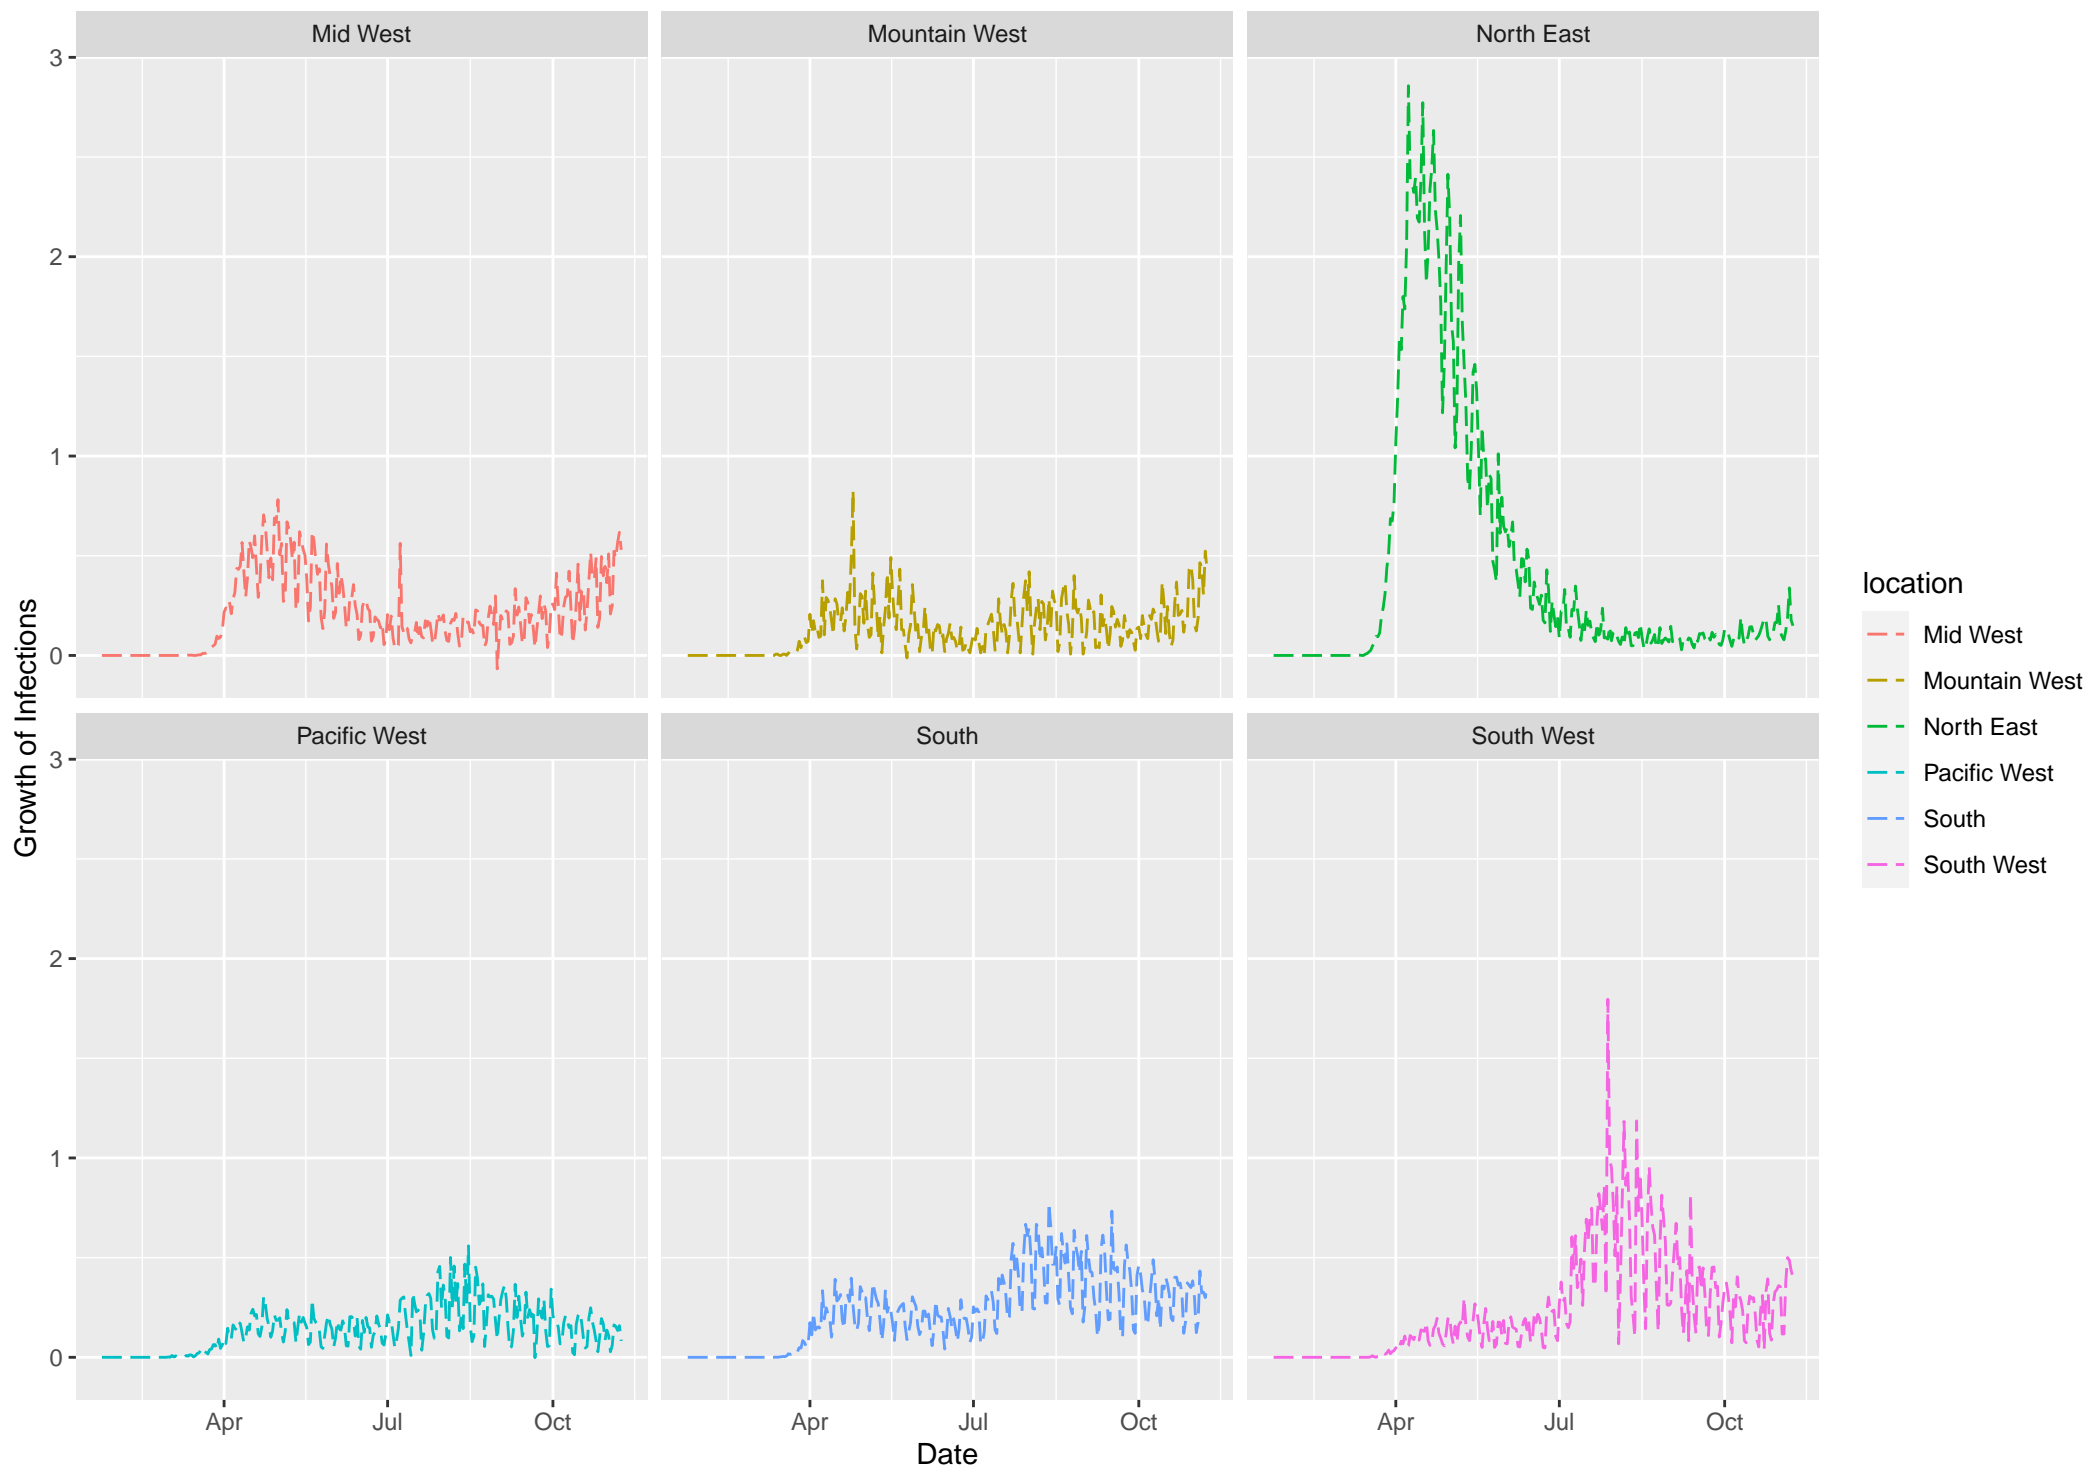 Mid West
Mountain West
North East
3
2
1
0
Pacific West
South
South West
3
2
1
0
Apr
Jul
Oct
Apr
Jul
Oct
Apr
Jul
Oct
Date
Growth of Infections
location
Mid West
Mountain West
North East
Pacific West
South
South West